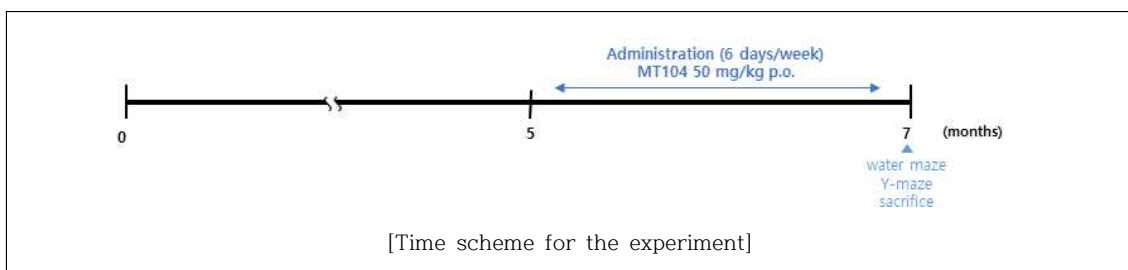 Administration (6 days/week)
MT104 50 mg/kg p.o.
0
5
7
(months)
water maze
Y-maze
sacrifice
[Time scheme for the experiment]